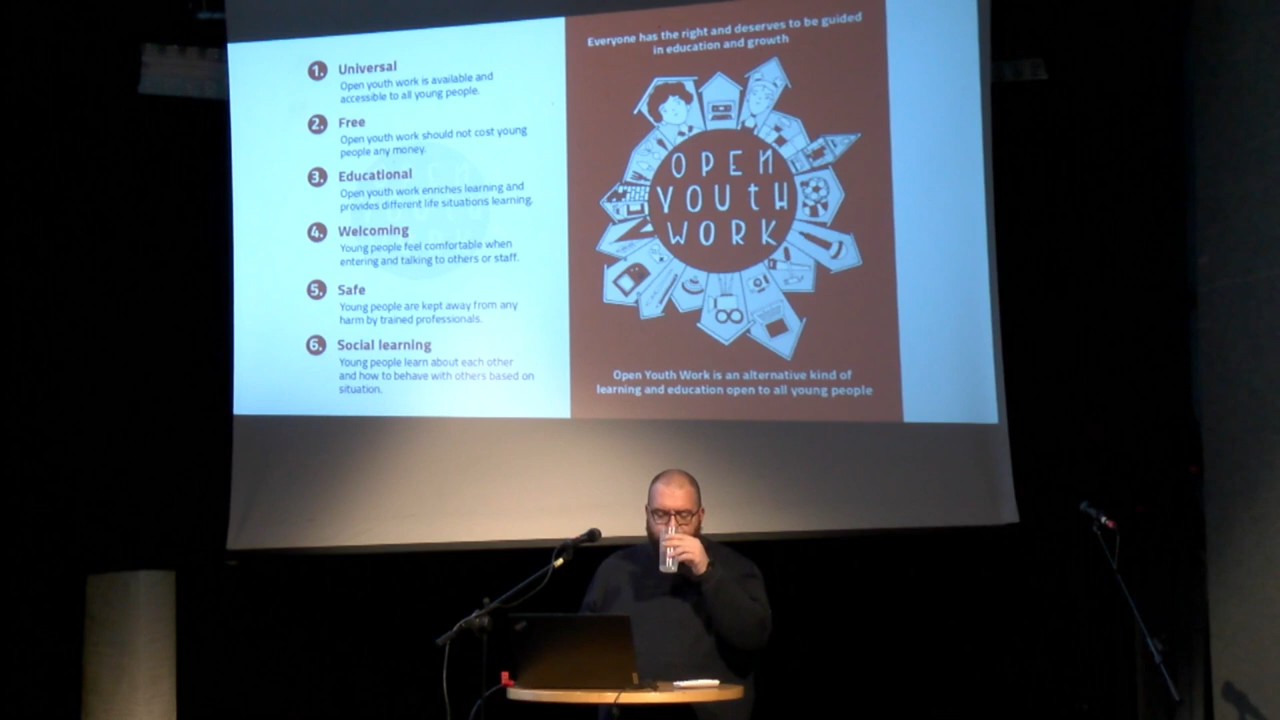 1. Universal
Open youth work is available and
accessible to all young people.
2. Free
Open youth work should not cost young
people any money.
3. Educational
Open youth work enriches learning and
provides different life situations learning.
4. Welcoming
Young people feel comfortable when
entering and talking to others or staff.
5. Safe
Young people are kept away from any
harm by trained professionals.
6. Social learning
Young people learn about each other
and how to behave with others based on
situation.
Everyone has the right and deserves to be guided
in education and growth
OPEN
YOUtH
WORK
Open Youth Work is an alternative kind of
learning and education open to all young people